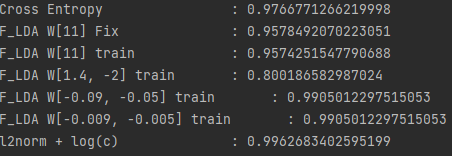 Cross Entropy : 0.9766771266219998
F_LDA W[11] Fix : 0.9578492070223051
F_LDA W[11] train : 0.9574251547790688
F_LDA W[1.4, -2] train : 0.800186582987024
F_LDA W[-0.09, -0.05] train : 0.9905012297515053
F_LDA W[-0.009, -0.005] train : 0.9905012297515053
l2norm + log(c) : 0.9962683402595199